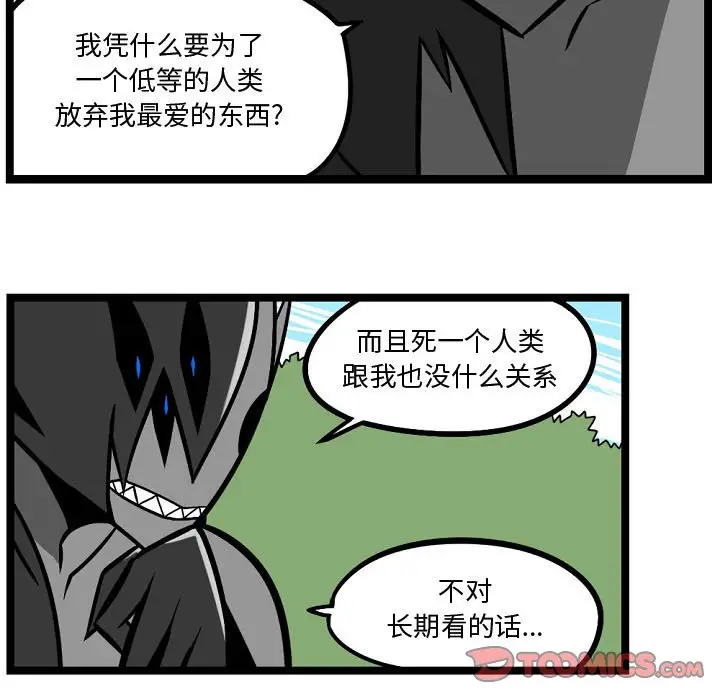 我凭什么要为了
一个低等的人类
放弃我最爱的东西?
而且死一个人类
跟我也没什么关系
不对
长期看的话...
TOOMICS.com